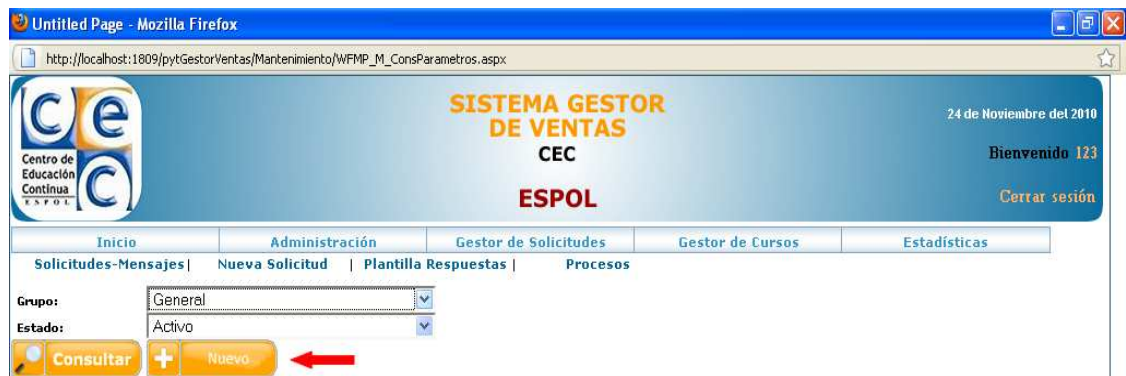 Untitled Page - Mozilla Firefox
http://localhost:1809/pytGestorVentas/Mantenimiento/WFMP_M_ConsParametros.aspx
cec
Centro de
Educación
Continua
ESPOL
SISTEMA GESTOR
DE VENTAS
CEC
ESPOL
24 de Noviembre del 2010
Bienvenido 123
Cerrar sesión
Inicio Administración Gestor de Solicitudes Gestor de Cursos Estadísticas
Solicitudes-Mensajes| Nueva Solicitud | Plantilla Respuestas | Procesos
Grupo: General
Estado: Activo
Consultar Nuevo